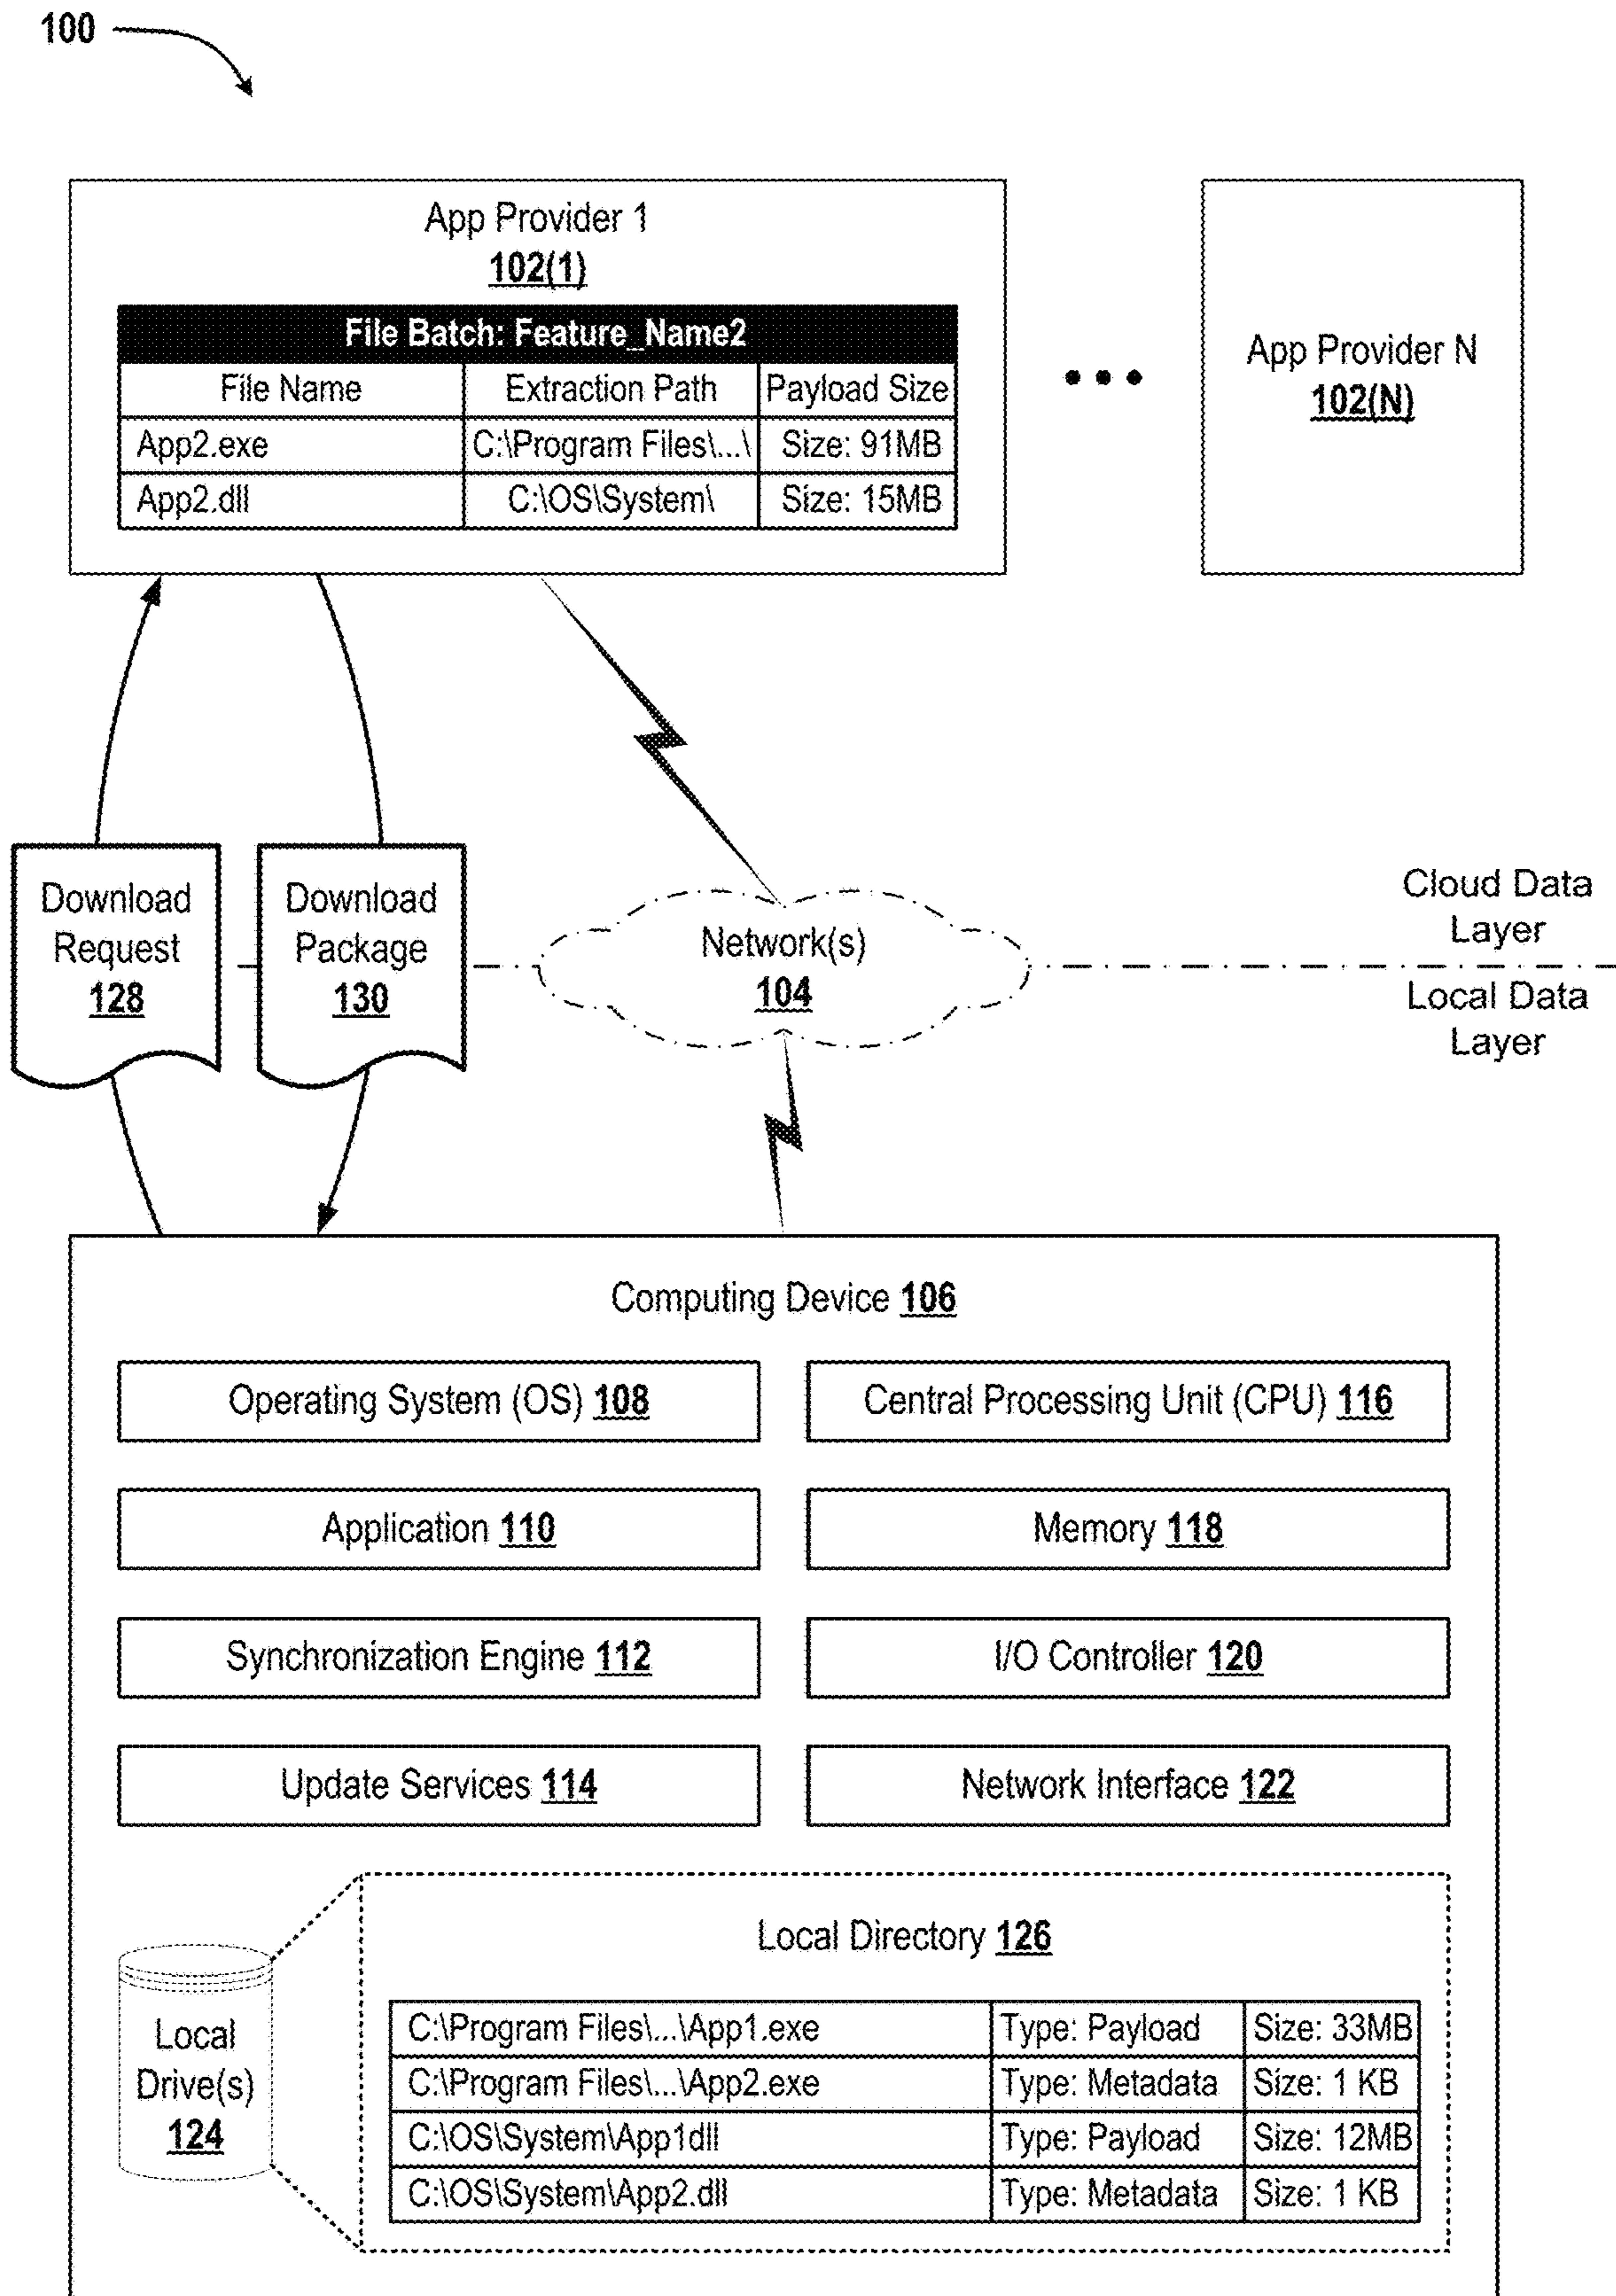 100
App Provider 1
102(1)
File Batch: Feature_Name2
File Name Extraction Path Payload Size
App2.exe C:\Program Files\...\ Size: 91MB
App2.dll C:\OS\System\ Size: 15MB
App Provider N
102(N)
Download
Request
128
Download
Package
130
Network(s)
104
Cloud Data
Layer
Local Data
Layer
Computing Device 106
Operating System (OS) 108
Central Processing Unit (CPU) 116
Application 110
Memory 118
Synchronization Engine 112
I/O Controller 120
Update Services 114
Network Interface 122
Local
Drive(s)
124
Local Directory 126
C:\Program Files\...\App1.exe Type: Payload Size: 33MB
C:\Program Files\...\App2.exe Type: Metadata Size: 1 KB
C:\OS\System\App1dll Type: Payload Size: 12MB
C:\OS\System\App2.dll Type: Metadata Size: 1 KB